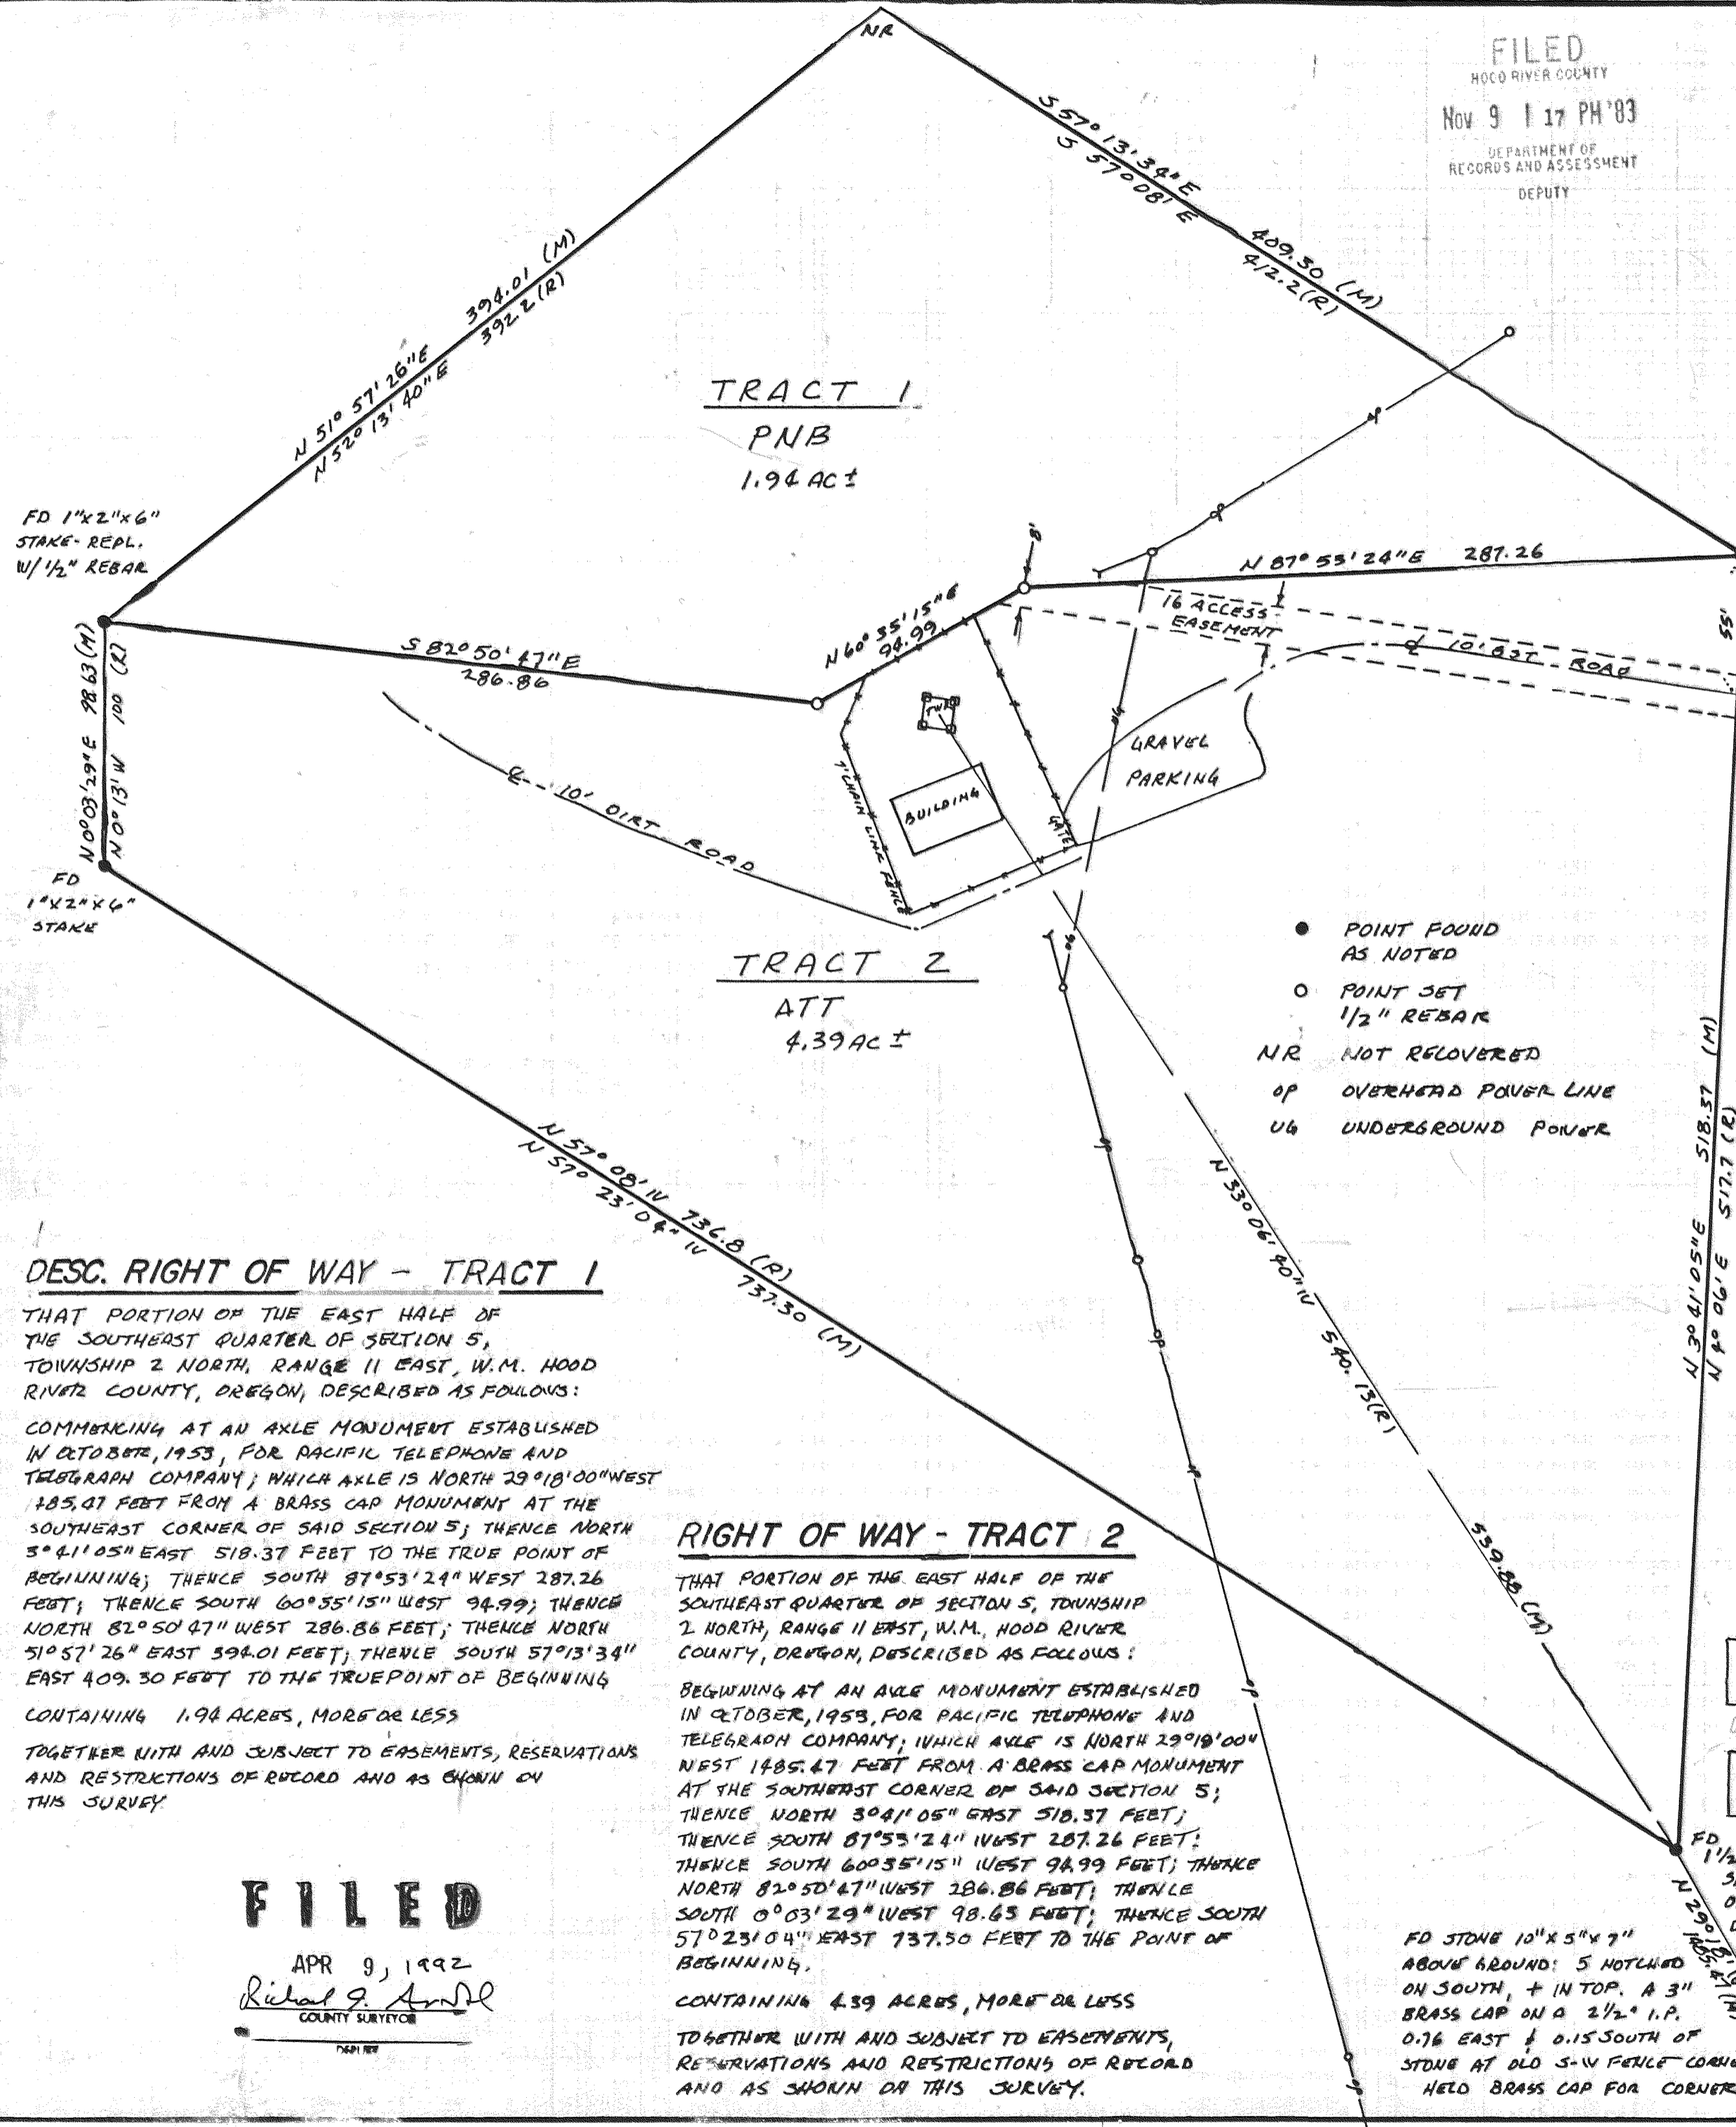 NR
FILED
HOOD RIVER COUNTY
Nov 9 1 17 PM '83
DEPARTMENT OF
RECORDS AND ASSESSMENT
DEPUTY
S 57° 13' 34" E
S 57° 08' E
409.30 (M)
412.2 (R)
394.01 (M)
392.2 (R)
N 51° 57' 26" E
N 52° 13' 40" E
TRACT 1
PNB
1.94 AC ±
FD 1"x2"x6"
STAKE - REPL.
W/ 1/2" REBAR
8'
N 87° 53' 24" E 287.26
16 ACCESS
EASEMENT
10' EST ROAD
55'
N 60° 35' 15" E
94.99
S 82° 50' 47" E
286.86
N 0° 03' 29" E 98.63 (M)
N 0° 13' W 100 (R)
TWR
UG
GRAVEL
PARKING
BUILDING
7' CHAIN LINK FENCE
GATE
10' DIRT ROAD
FD
1"x2"x6"
STAKE
UG
TRACT 2
ATT
4.39 AC ±
POINT FOUND
AS NOTED
POINT SET
1/2" REBAR
NR NOT RECOVERED
OP OVERHEAD POWER LINE
UG UNDERGROUND POWER
OP
N 57° 08' W 736.8 (R)
N 57° 23' 04" W 737.30 (M)
N 33° 06' 40" W 540.13 (R)
539.88 (M)
N 3° 41' 05" E 518.37 (M)
N 4° 06' E 517.7 (R)
OP
OP
OP
OP
DESC. RIGHT OF WAY - TRACT 1
THAT PORTION OF THE EAST HALF OF
THE SOUTHEAST QUARTER OF SECTION 5,
TOWNSHIP 2 NORTH, RANGE 11 EAST, W.M. HOOD
RIVER COUNTY, OREGON, DESCRIBED AS FOLLOWS:
COMMENCING AT AN AXLE MONUMENT ESTABLISHED
IN OCTOBER, 1953, FOR PACIFIC TELEPHONE AND
TELEGRAPH COMPANY; WHICH AXLE IS NORTH 29°18'00" WEST
1485.47 FEET FROM A BRASS CAP MONUMENT AT THE
SOUTHEAST CORNER OF SAID SECTION 5; THENCE NORTH
3°41'05" EAST 518.37 FEET TO THE TRUE POINT OF
BEGINNING; THENCE SOUTH 87°53'24" WEST 287.26
FEET; THENCE SOUTH 60°35'15" WEST 94.99; THENCE
NORTH 82°50'47" WEST 286.86 FEET; THENCE NORTH
51°57'26" EAST 394.01 FEET; THENCE SOUTH 57°13'34"
EAST 409.30 FEET TO THE TRUE POINT OF BEGINNING
CONTAINING 1.94 ACRES, MORE OR LESS
TOGETHER WITH AND SUBJECT TO EASEMENTS, RESERVATIONS
AND RESTRICTIONS OF RECORD AND AS SHOWN ON
THIS SURVEY
RIGHT OF WAY - TRACT 2
THAT PORTION OF THE EAST HALF OF THE
SOUTHEAST QUARTER OF SECTION 5, TOWNSHIP
2 NORTH, RANGE 11 EAST, W.M., HOOD RIVER
COUNTY, OREGON, DESCRIBED AS FOLLOWS:
BEGINNING AT AN AXLE MONUMENT ESTABLISHED
IN OCTOBER, 1953, FOR PACIFIC TELEPHONE AND
TELEGRAPH COMPANY; WHICH AXLE IS NORTH 29°18'00"
WEST 1485.47 FEET FROM A BRASS CAP MONUMENT
AT THE SOUTHEAST CORNER OF SAID SECTION 5;
THENCE NORTH 3°41'05" EAST 518.37 FEET;
THENCE SOUTH 87°53'24" WEST 287.26 FEET;
THENCE SOUTH 60°35'15" WEST 94.99 FEET; THENCE
NORTH 82°50'47" WEST 286.86 FEET; THENCE
SOUTH 0°03'29" WEST 98.63 FEET; THENCE SOUTH
57°23'04" EAST 737.30 FEET TO THE POINT OF
BEGINNING.
CONTAINING 4.39 ACRES, MORE OR LESS
TOGETHER WITH AND SUBJECT TO EASEMENTS,
RESERVATIONS AND RESTRICTIONS OF RECORD
AND AS SHOWN ON THIS SURVEY.
FILED
APR 9, 1992
COUNTY SURVEYOR
DEPUTY
FD
1 1/2
FD STONE 10" x 5" x 7"
ABOVE GROUND: 5 NOTCHED
ON SOUTH, + IN TOP. A 3"
BRASS CAP ON A 2 1/2" I.P.
0.76 EAST & 0.15 SOUTH OF
STONE AT OLD S-W FENCE CORNE
HELD BRASS CAP FOR CORNER